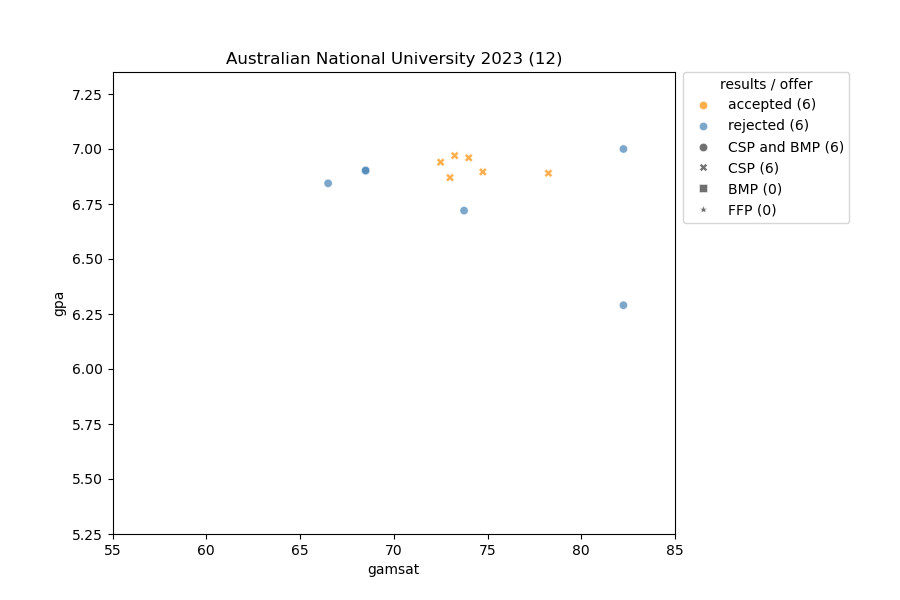 Australian National University 2023 (12)
results / offer
accepted (6)
rejected (6)
CSP and BMP (6)
CSP (6)
BMP (0)
FFP (0)
7.25
7.00
6.75
6.50
6.25
6.00
5.75
5.50
5.25
gpa
55 60 65 70 75 80 85
gamsat